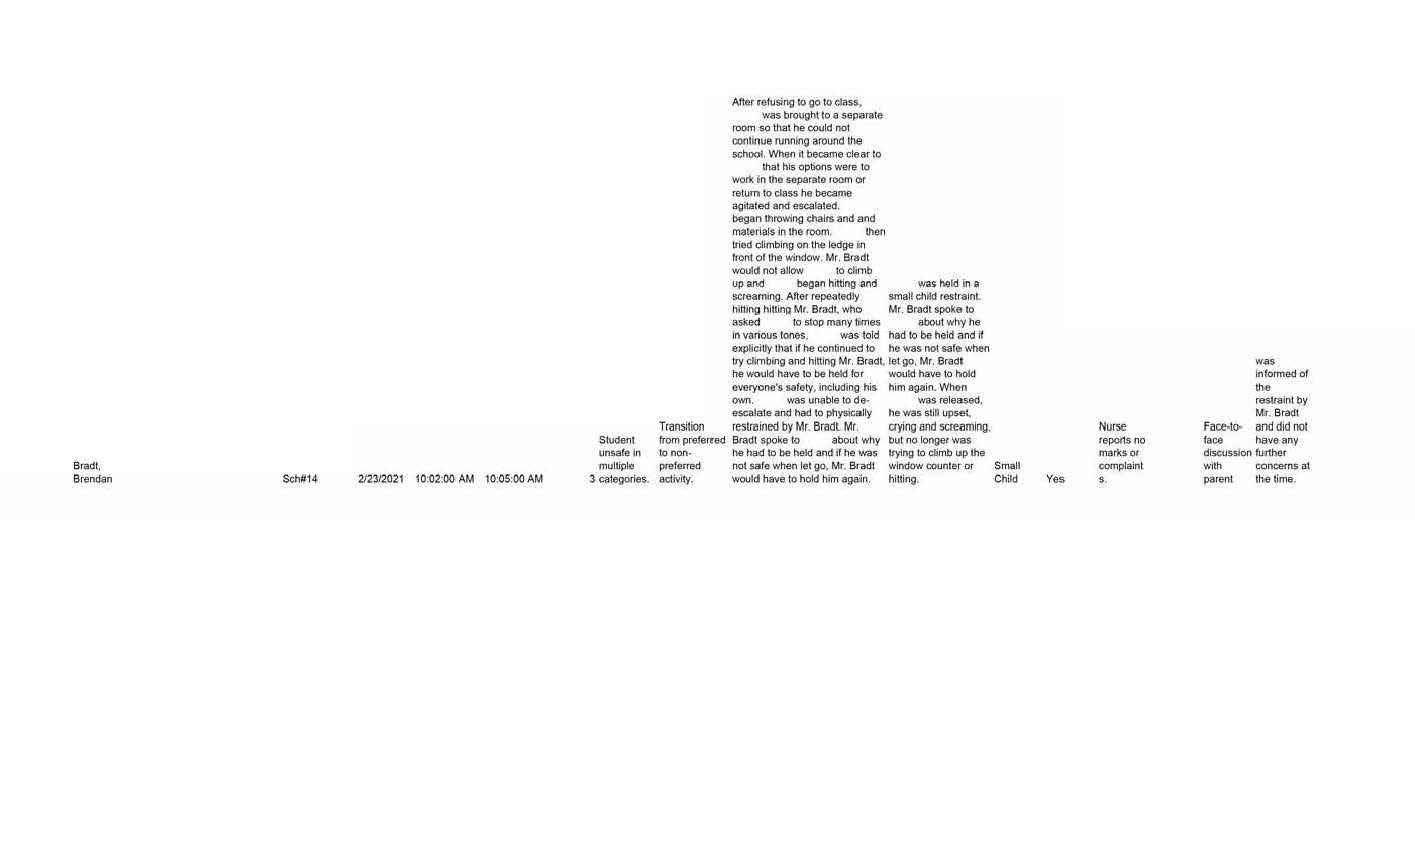 Bradt,
Brendan
Sch#14
2/23/2021
10:02:00 AM
10:05:00 AM
3
Student
unsafe in
multiple
categories.
Transition
from preferred
to non-
preferred
activity.
After refusing to go to class,
was brought to a separate
room so that he could not
continue running around the
school. When it became clear to
that his options were to
work in the separate room or
return to class he became
agitated and escalated.
began throwing chairs and and
materials in the room. then
tried climbing on the ledge in
front of the window. Mr. Bradt
would not allow to climb
up and began hitting and
screaming. After repeatedly
hitting hitting Mr. Bradt, who
asked to stop many times
in various tones, was told
explicitly that if he continued to
try climbing and hitting Mr. Bradt,
he would have to be held for
everyone's safety, including his
own. was unable to de-
escalate and had to physically
restrained by Mr. Bradt. Mr.
Bradt spoke to about why
he had to be held and if he was
not safe when let go, Mr. Bradt
would have to hold him again.
was held in a
small child restraint.
Mr. Bradt spoke to
about why he
had to be held and if
he was not safe when
let go, Mr. Bradt
would have to hold
him again. When
was released,
he was still upset,
crying and screaming,
but no longer was
trying to climb up the
window counter or
hitting.
Small
Child
Yes
Nurse
reports no
marks or
complaint
s.
Face-to-
face
discussion
with
parent
was
informed of
the
restraint by
Mr. Bradt
and did not
have any
further
concerns at
the time.